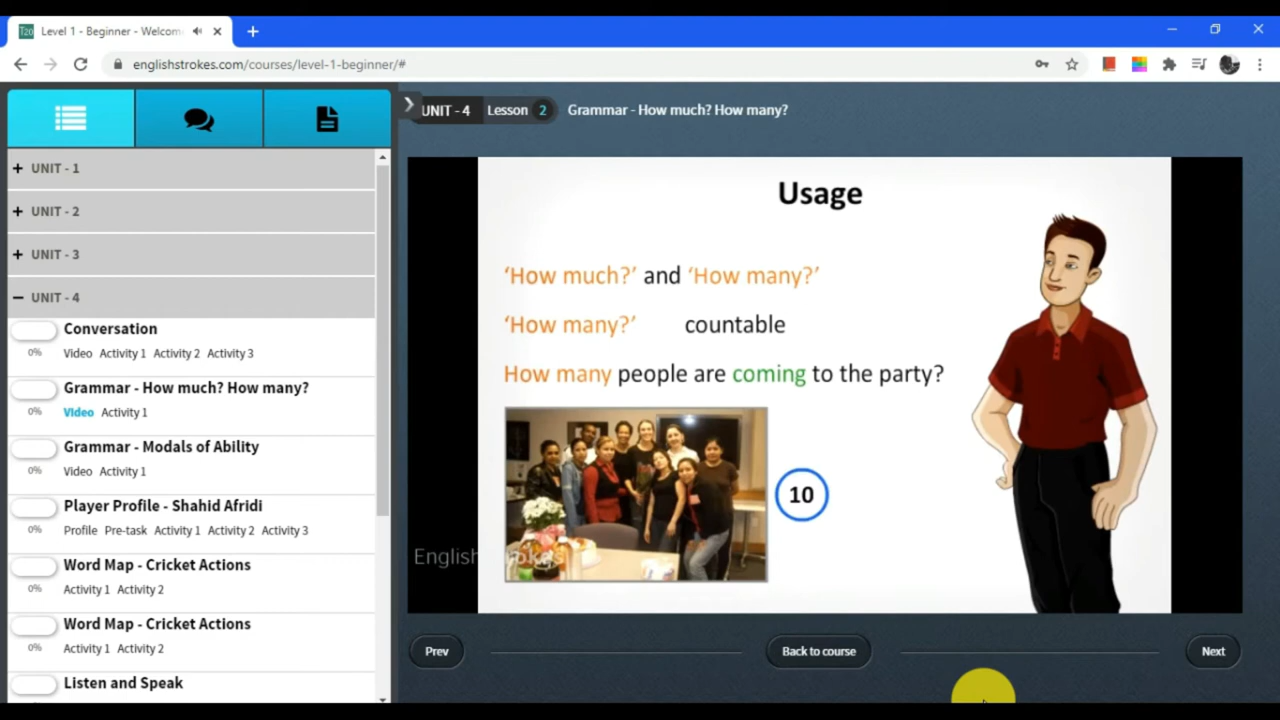 Level 1 - Beginner - Welcom
englishstrokes.com/courses/level-1-beginner/#
UNIT - 4 Lesson 2 Grammar - How much? How many?
UNIT - 1
UNIT - 2
UNIT - 3
UNIT - 4
Conversation
0% Video Activity 1 Activity 2 Activity 3
Grammar - How much? How many?
0% Video Activity 1
Grammar - Modals of Ability
0% Video Activity 1
Player Profile - Shahid Afridi
0% Profile Pre-task Activity 1 Activity 2 Activity 3
Word Map - Cricket Actions
0% Activity 1 Activity 2
Word Map - Cricket Actions
0% Activity 1 Activity 2
Listen and Speak
Usage
‘How much?’ and ‘How many?’
‘How many?’ countable
How many people are coming to the party?
10
English Strokes
Prev Back to course Next